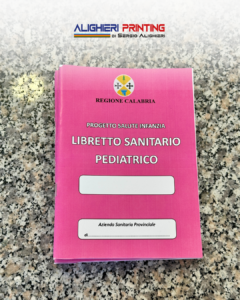 ALIGHIERI PRINTING
di SERGIO ALIGHIERI
REGIONE CALABRIA
PROGETTO SALUTE INFANZIA
LIBRETTO SANITARIO
PEDIATRICO
Azienda Sanitaria Provinciale
di